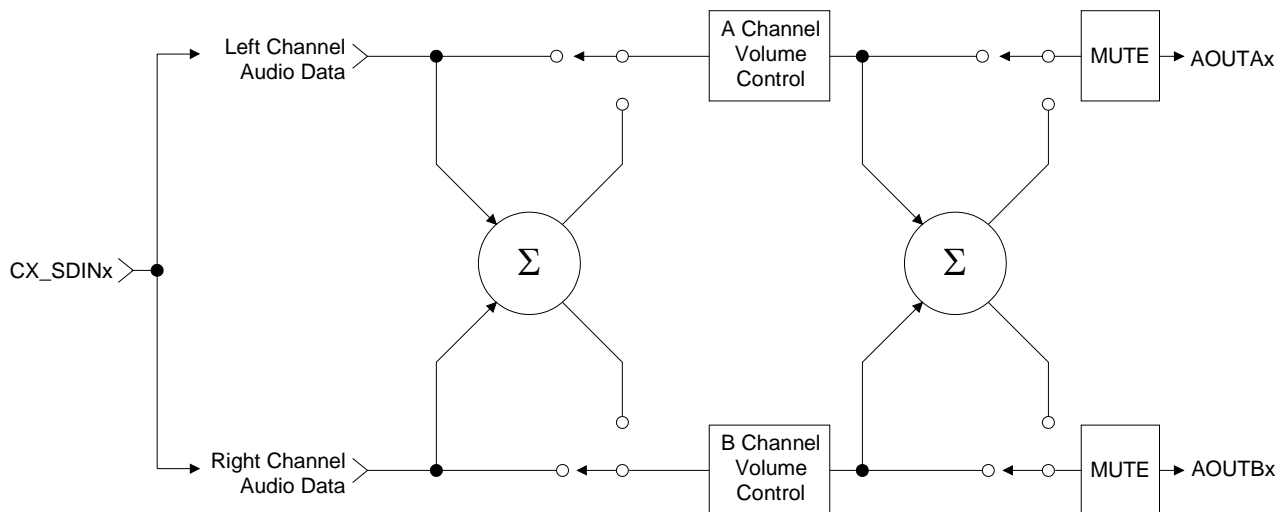 Left Channel
Audio Data
A Channel
Volume
Control
MUTE
AOUTAx
CX_SDINx
Σ
Σ
Right Channel
Audio Data
B Channel
Volume
Control
MUTE
AOUTBx